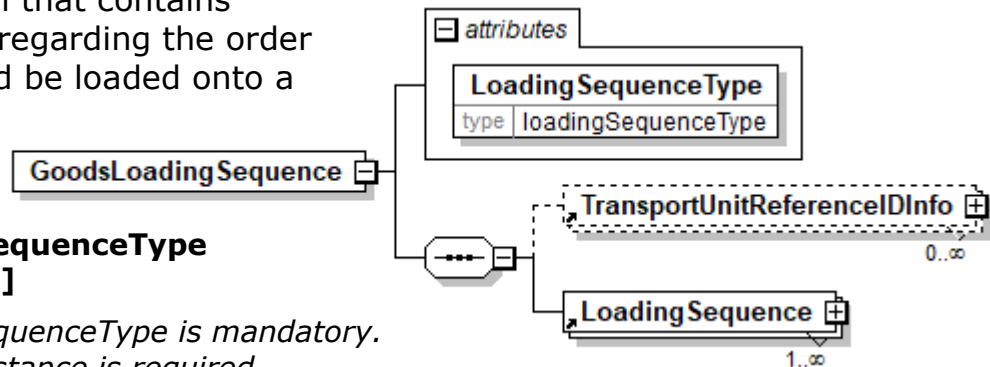 that contains
regarding the order
be loaded onto a
attributes
LoadingSequenceType
type loadingSequenceType
GoodsLoadingSequence
TransportUnitReferenceIDInfo
0..∞
LoadingSequence
1..∞
equenceType
]
quenceType is mandatory.
stance is required